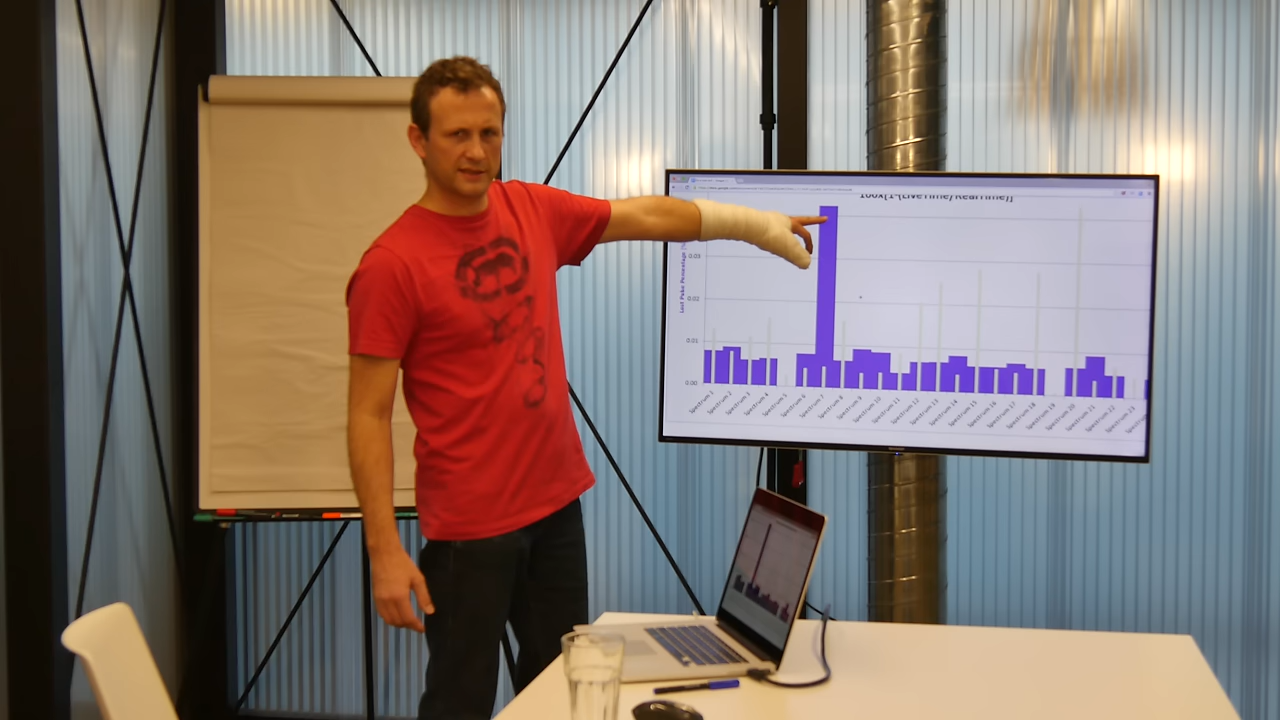 100x[1-(LiveTime/RealTime)]
Lost Pulse Percentage (%)
0.03
0.02
0.01
0.00
Spectrum 1
Spectrum 2
Spectrum 3
Spectrum 4
Spectrum 5
Spectrum 6
Spectrum 7
Spectrum 8
Spectrum 9
Spectrum 10
Spectrum 11
Spectrum 12
Spectrum 13
Spectrum 14
Spectrum 15
Spectrum 16
Spectrum 17
Spectrum 18
Spectrum 19
Spectrum 20
Spectrum 21
Spectrum 22
Spectrum 23